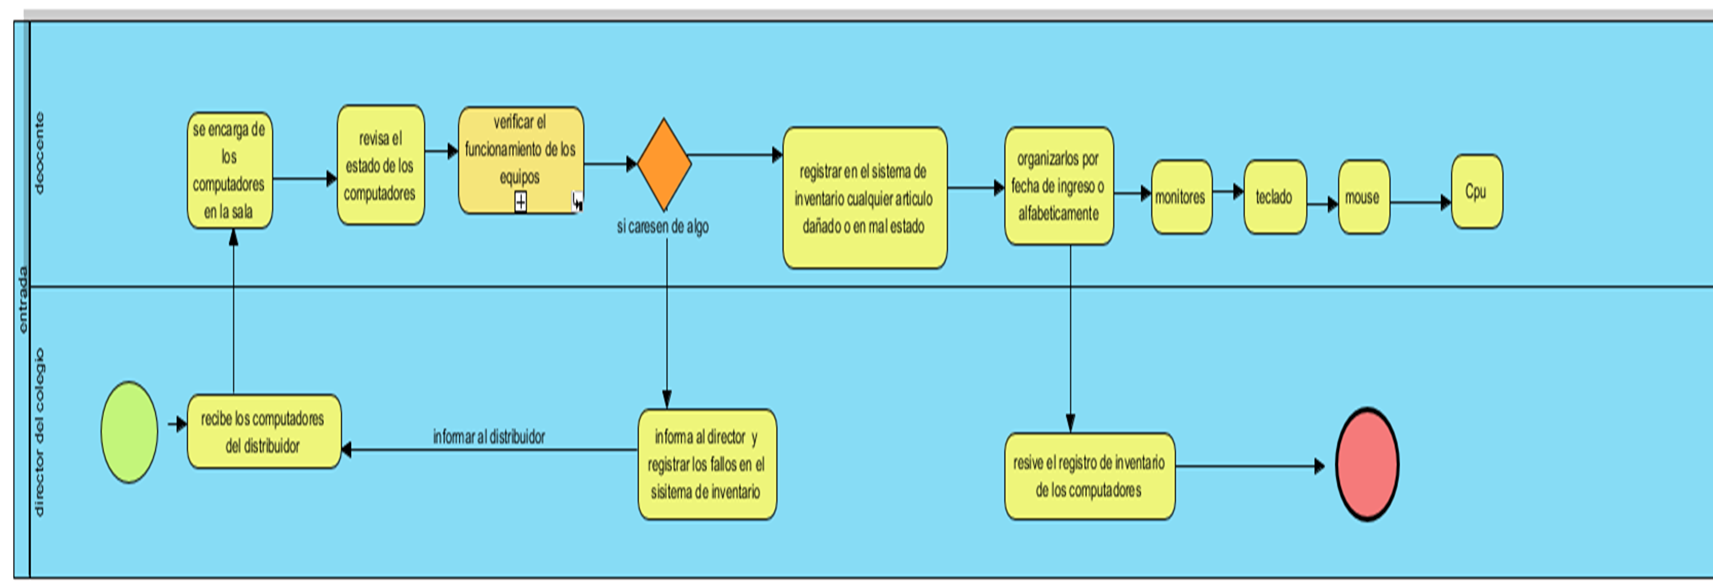 entrada
docente
director del cologio
se encarga de
los
computadores
en la sala
revisa el
estado de los
computadores
verificar el
funcionamiento de los
equipos
si caresen de algo
registrar en el sistema de
inventario cualquier articulo
dañado o en mal estado
organizarlos por
fecha de ingreso o
alfabeticamente
monitores
teclado
mouse
Cpu
recibe los computadores
del distribuidor
informar al distribuidor
informa al director y
registrar los fallos en el
sisitema de inventario
resive el registro de inventario
de los computadores